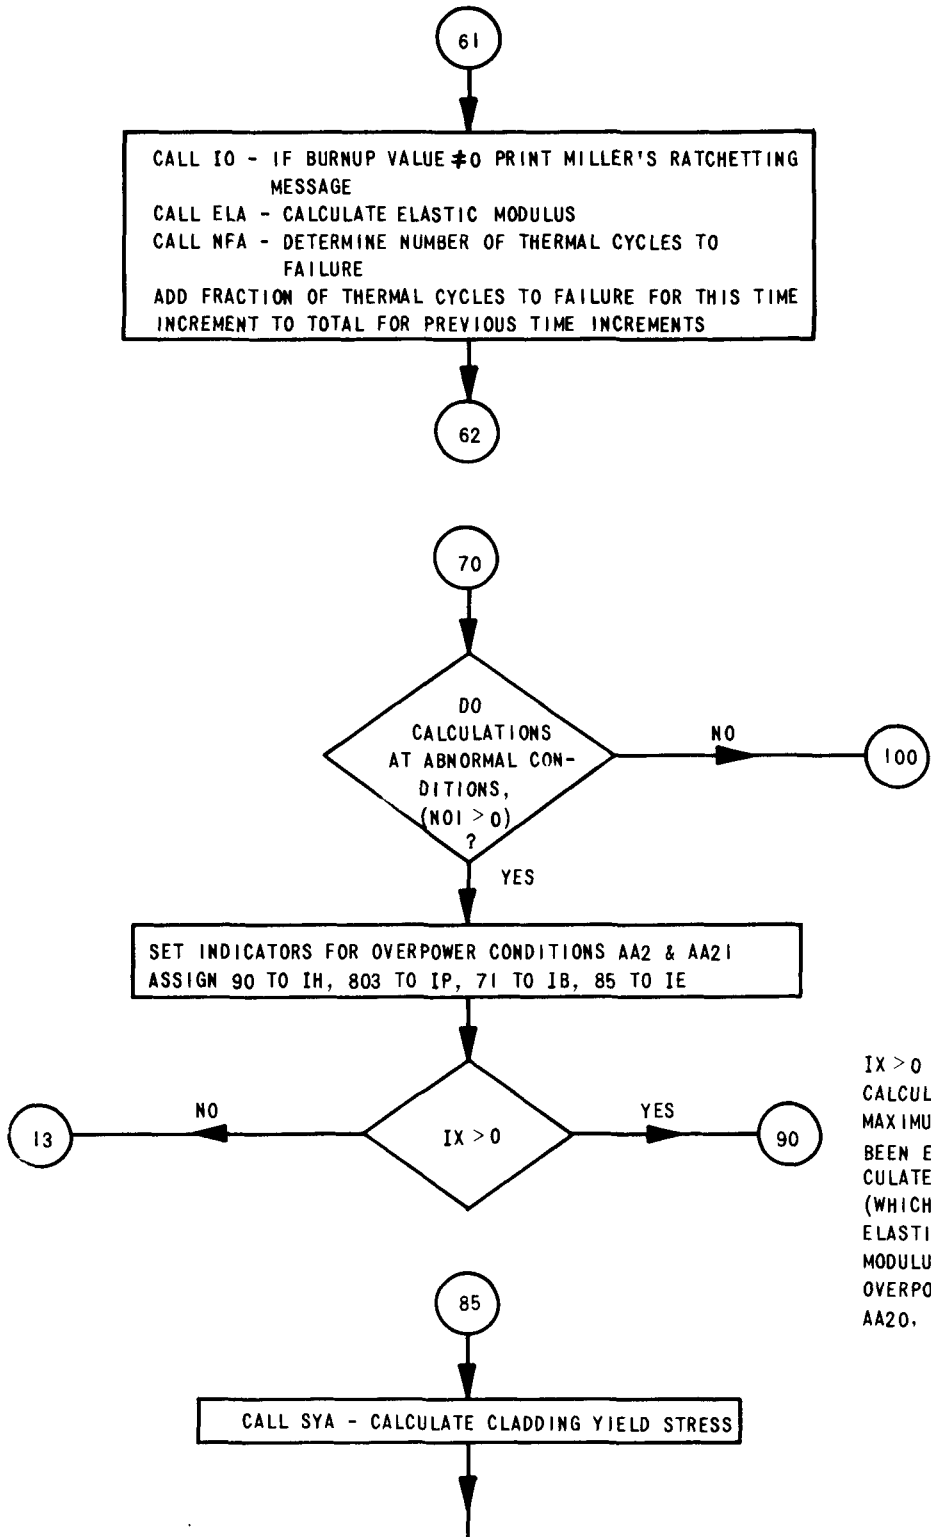 61
CALL IO - IF BURNUP VALUE ≠0 PRINT MILLER'S RATCHETTING
MESSAGE
CALL ELA - CALCULATE ELASTIC MODULUS
CALL NFA - DETERMINE NUMBER OF THERMAL CYCLES TO
FAILURE
ADD FRACTION OF THERMAL CYCLES TO FAILURE FOR THIS TIME
INCREMENT TO TOTAL FOR PREVIOUS TIME INCREMENTS
62
70
DO
CALCULATIONS
AT ABNORMAL CON-
DITIONS,
(NOI > 0)
?
NO
100
YES
SET INDICATORS FOR OVERPOWER CONDITIONS AA2 & AA21
ASSIGN 90 TO IH, 803 TO IP, 71 TO IB, 85 TO IE
NO
13
IX > 0
YES
90
IX > 0
CALCUL
MAXIMU
BEEN E
CULATE
(WHICH
ELASTI
MODULU
OVERPO
AA20,
85
CALL SYA - CALCULATE CLADDING YIELD STRESS